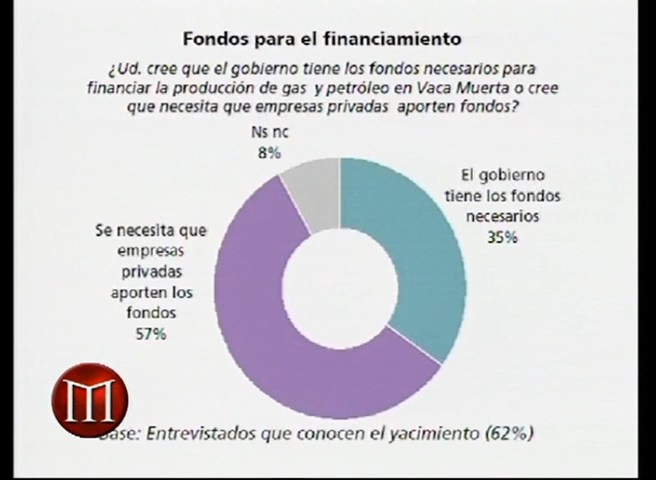 Fondos para el financiamiento
¿Ud. cree que el gobierno tiene los fondos necesarios para
financiar la producción de gas y petróleo en Vaca Muerta o cree
que necesita que empresas privadas aporten fondos?
Ns nc
8%
El gobierno
tiene los fondos
necesarios
35%
Se necesita que
empresas
privadas
aporten los
fondos
57%
M
Base: Entrevistados que conocen el yacimiento (62%)